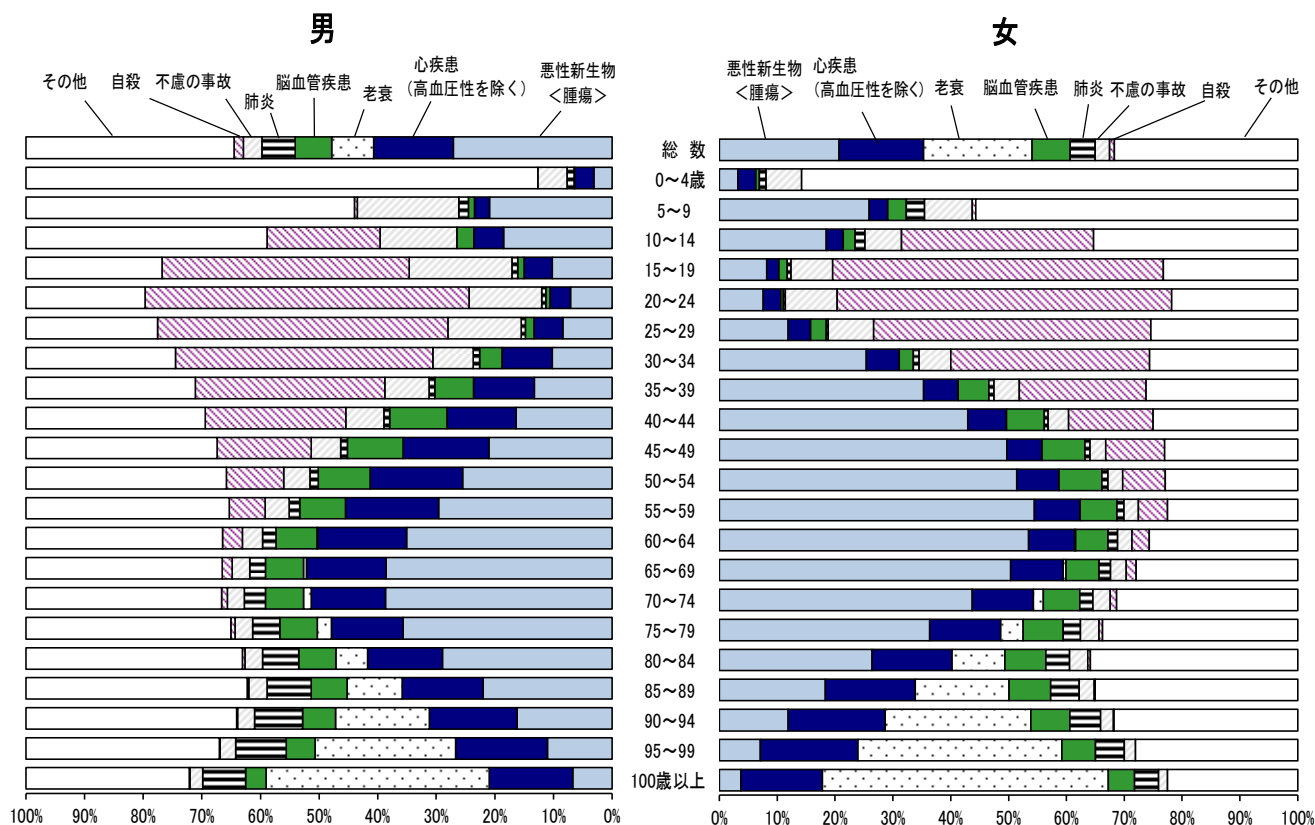 男
女
その他
自殺
不慮の事故
肺炎
脳血管疾患
老衰
心疾患
(高血圧性を除く)
悪性新生物
<腫瘍>
悪性新生物
<腫瘍>
心疾患
(高血圧性を除く)
老衰
脳血管疾患
肺炎
不慮の事故
自殺
その他
総 数
0~4歳
5~9
10~14
15~19
20~24
25~29
30~34
35~39
40~44
45~49
50~54
55~59
60~64
65~69
70~74
75~79
80~84
85~89
90~94
95~99
100歳以上
100% 90% 80% 70% 60% 50% 40% 30% 20% 10% 0%
0% 10% 20% 30% 40% 50% 60% 70% 80% 90% 100%